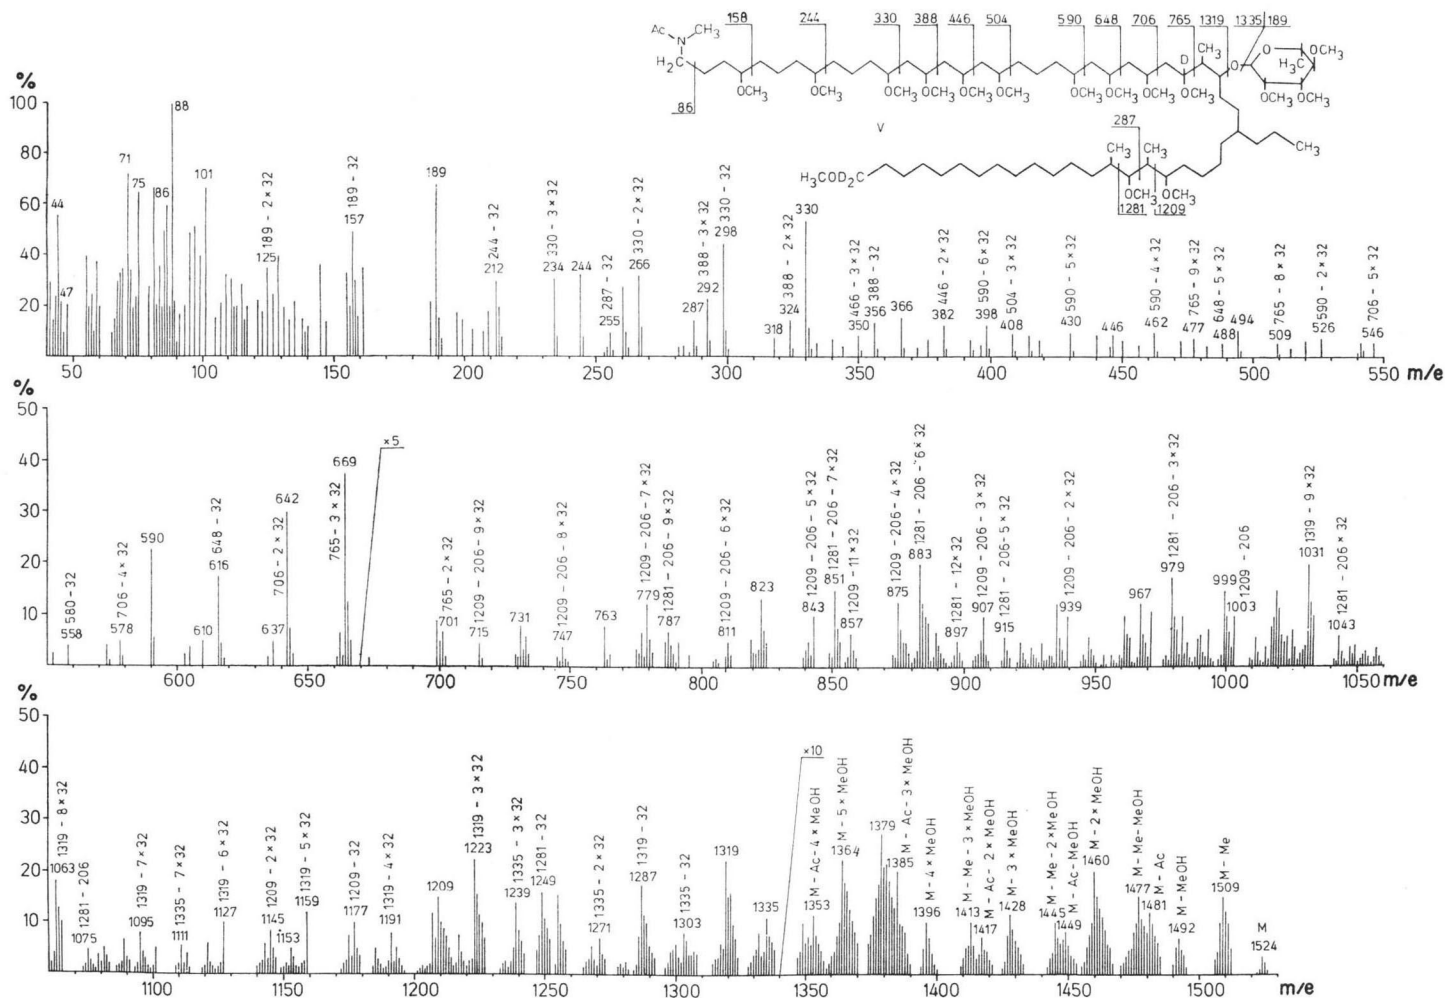 158 244 330 388 446 504 590 648 706 765 1319 1335 189
Ac CH3
N
H2C
D CH3
O
H3C OCH3
OCH3 OCH3 OCH3 OCH3 OCH3 OCH3 OCH3 OCH3 OCH3 OCH3 OCH3 OCH3
86
V
287
CH3 CH3
CH3
H3COD2C
OCH3 OCH3
1281 1209
%
100
80
60
40
20
44
47
71
75
86
88
101
125 189 - 2×32
157 189 - 32
189
212 244 - 32
234 330 - 3×32
244
255 287 - 32
266 330 - 2×32
287
292 388 - 3×32
298 330 - 32
318
324 388 - 2×32
330
350 466 - 3×32
356 388 - 32
366
382 446 - 2×32
398 590 - 6×32
408 504 - 3×32
430 590 - 5×32
446
462 590 - 4×32
477 765 - 9×32
488 648 - 5×32
494
509 765 - 8×32
526 590 - 2×32
546 706 - 5×32
50 100 150 200 250 300 350 400 450 500 550 m/e
%
50
40
30
20
10
558 580 - 32
578 706 - 4×32
590
610
616 648 - 32
637 706 - 2×32
642
765 - 3×32
669
×5
701 765 - 2×32
715 1209 - 206 - 9×32
731
747 1209 - 206 - 8×32
763
779 1209 - 206 - 7×32
787 1281 - 206 - 9×32
811 1209 - 206 - 6×32
823
843 1209 - 206 - 5×32
851 1281 - 206 - 7×32
857 1209 - 11×32
875 1209 - 206 - 4×32
883 1281 - 206 - 6×32
897 1281 - 12×32
907 1209 - 206 - 3×32
915 1281 - 206 - 5×32
939 1209 - 206 - 2×32
967
979 1281 - 206 - 3×32
999
1003 1209 - 206
1031 1319 - 9×32
1043 1281 - 206 × 32
600 650 700 750 800 850 900 950 1000 1050 m/e
%
50
40
30
20
10
1063 1319 - 8×32
1075 1281 - 206
1095 1319 - 7×32
1111 1335 - 7×32
1127 1319 - 6×32
1145 1209 - 2×32
1153
1159 1319 - 5×32
1177 1209 - 32
1191 1319 - 4×32
1209
1223 1319 - 3×32
1239 1335 - 3×32
1249 1281 - 32
1271 1335 - 2×32
1287 1319 - 32
1303 1335 - 32
1319
1335
×10
1353 M - Ac - 4×MeOH
1364 M - 5×MeOH
1379
1385 M - Ac - 3×MeOH
1396 M - 4×MeOH
1413 M - Me - 3×MeOH
1417 M - Ac - 2×MeOH
1428 M - 3×MeOH
1445 M - Me - 2×MeOH
1449 M - Ac - MeOH
1460 M - 2×MeOH
1477 M - Me - MeOH
1481 M - Ac
1492 M - MeOH
1509 M - Me
M
1524
1100 1150 1200 1250 1300 1350 1400 1450 1500 m/e